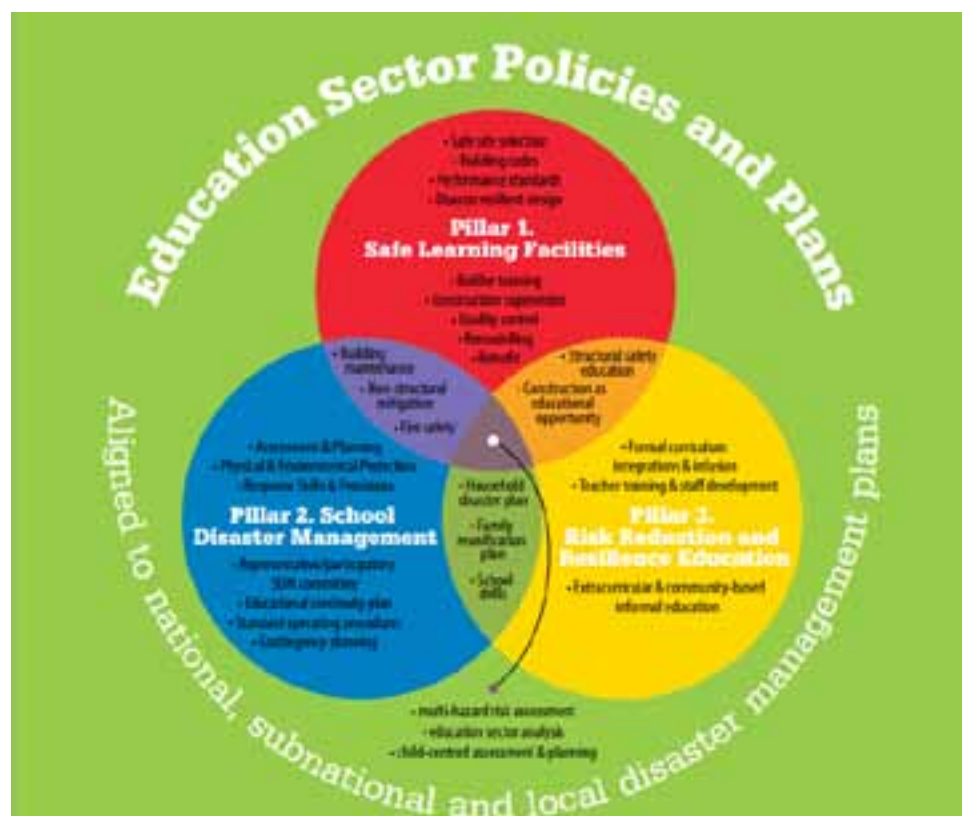 Education Sector Policies and Plans
• Safe site selection
• Building codes
• Performance standards
• Disaster resilient design
Pillar 1.
Safe Learning Facilities
• Builder training
• Construction supervision
• Quality control
• Remodelling
• Retrofit
• Building
maintenance
• Non-structural
mitigation
• Fire safety
• Structural safety
education
• Construction as
educational
opportunity
• Assessment & Planning
• Physical & Environmental Protection
• Response Skills & Provisions
Pillar 2. School
Disaster Management
• Representative/participatory
SDM committee
• Educational continuity plan
• Standard operating procedures
• Contingency planning
• Household
disaster plan
• Family
reunification
plan
• School
drills
• Formal curriculum
integration & infusion
• Teacher training & staff development
Pillar 3.
Risk Reduction and
Resilience Education
• Extracurricular & community-based
informal education
• multi-hazard risk assessment
• education sector analysis
• child-centred assessment & planning
Aligned to national, subnational and local disaster management plans